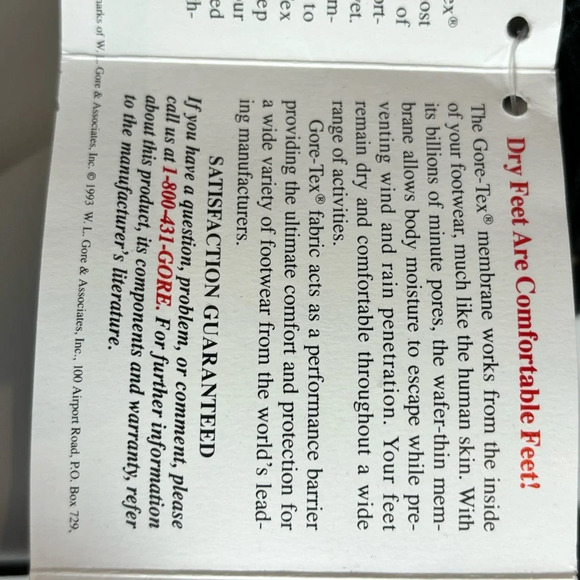 Dry Feet Are Comfortable Feet!
The Gore-Tex® membrane works from the inside
of your footwear, much like the human skin. With
its billions of minute pores, the wafer-thin mem-
brane allows body moisture to escape while pre-
venting wind and rain penetration. Your feet
remain dry and comfortable throughout a wide
range of activities.
Gore-Tex® fabric acts as a performance barrier
providing the ultimate comfort and protection for
a wide variety of footwear from the world's lead-
ing manufacturers.
SATISFACTION GUARANTEED
If you have a question, problem, or comment, please
call us at 1-800-431-GORE. For further information
about this product, its components and warranty, refer
to the manufacturer's literature.
of W. L. Gore & Associates, Inc. © 1993 W. L. Gore & Associates, Inc., 100 Airport Road, P.O. Box 729,